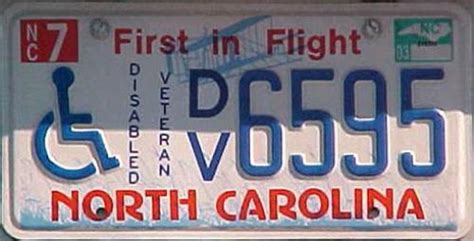 NC 7
First in Flight
NC
03
DISABLED
VETERAN
DV6595
NORTH CAROLINA